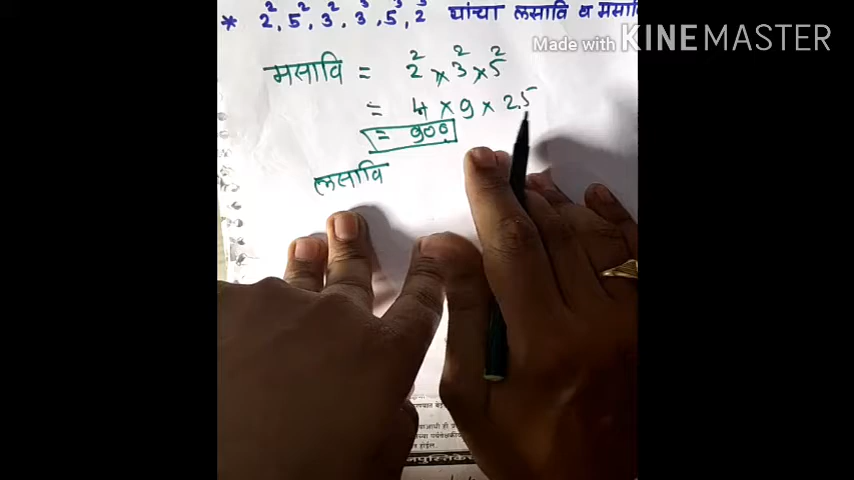 * 2², 5², 3², 3³, 5³, 2³ यांचा लसावि व मसावि
Made with KINEMASTER
मसावि = 2² × 3² × 5²
= 4 × 9 × 25
= 900
लसावि